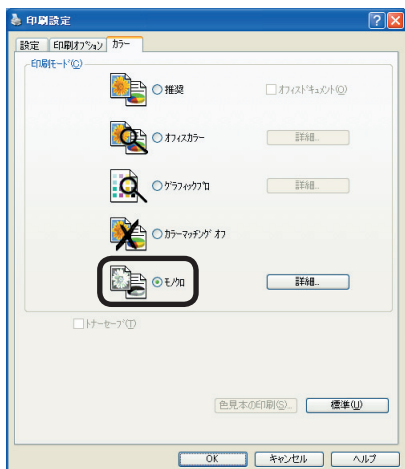 印刷設定
設定 印刷オプション カラー
印刷モード(C)
推奨 オフィスドキュメント(O)
オフィスカラー 詳細...
グラフィックプロ 詳細...
カラーマッチング オフ
モノクロ 詳細...
トナーセーブ(T)
色見本の印刷(S)... 標準(U)
OK キャンセル ヘルプ